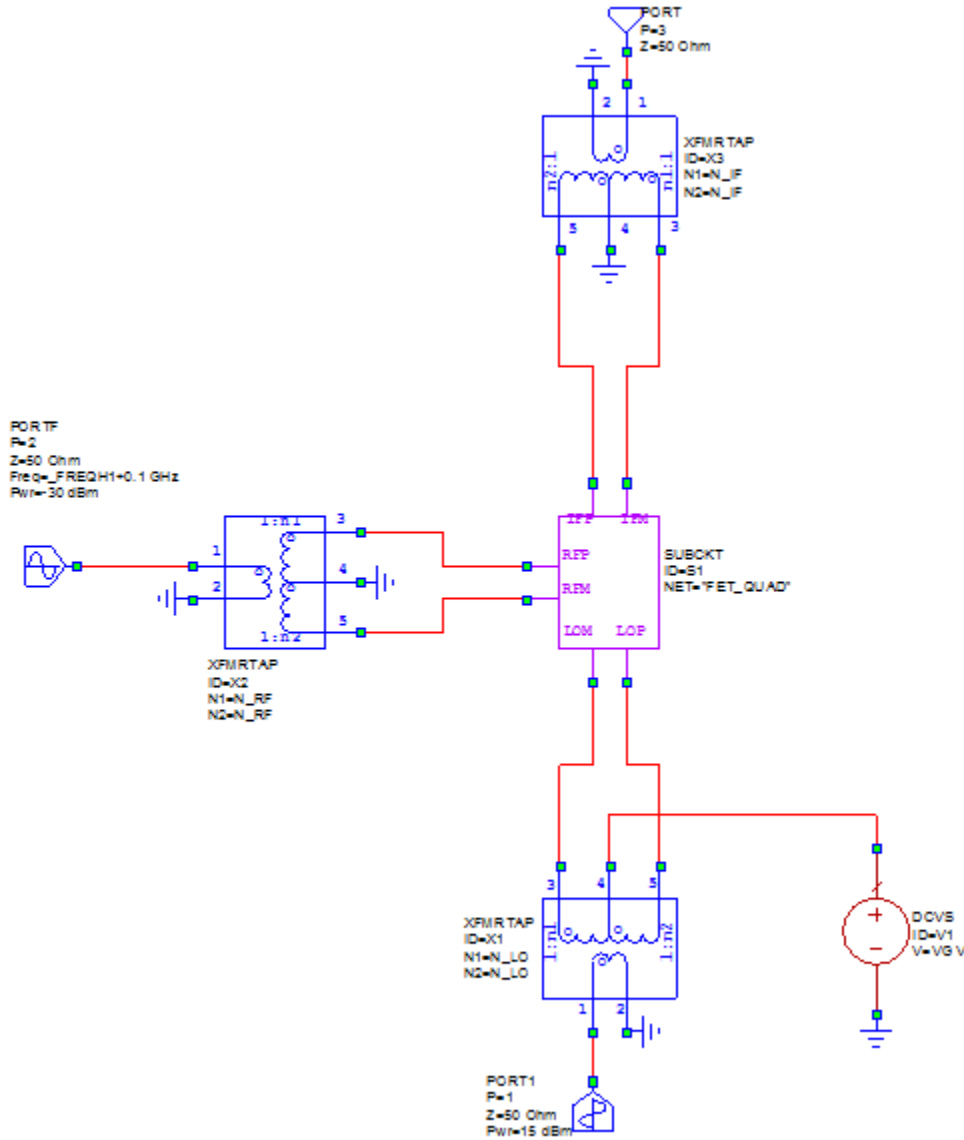 PORT
P=3
Z=50 Ohm
2 1
n2:1
n1:1
5 4 3
XFMRTAP
ID=X3
N1=N_IF
N2=N_IF
PORTF
P=2
Z=50 Ohm
Freq=_FREQH1+0.1 GHz
Pwr=-30 dBm
1:n1
1
2
3
4
5
1:n2
XFMRTAP
ID=X2
N1=N_RF
N2=N_RF
IFP IFM
RFP
RFM
LOM LOP
SUBCKT
ID=S1
NET="FET_QUAD"
3 4 5
1:n1
1:n2
1 2
XFMRTAP
ID=X1
N1=N_LO
N2=N_LO
DCVS
ID=V1
V=VG V
PORT1
P=1
Z=50 Ohm
Pwr=15 dBm